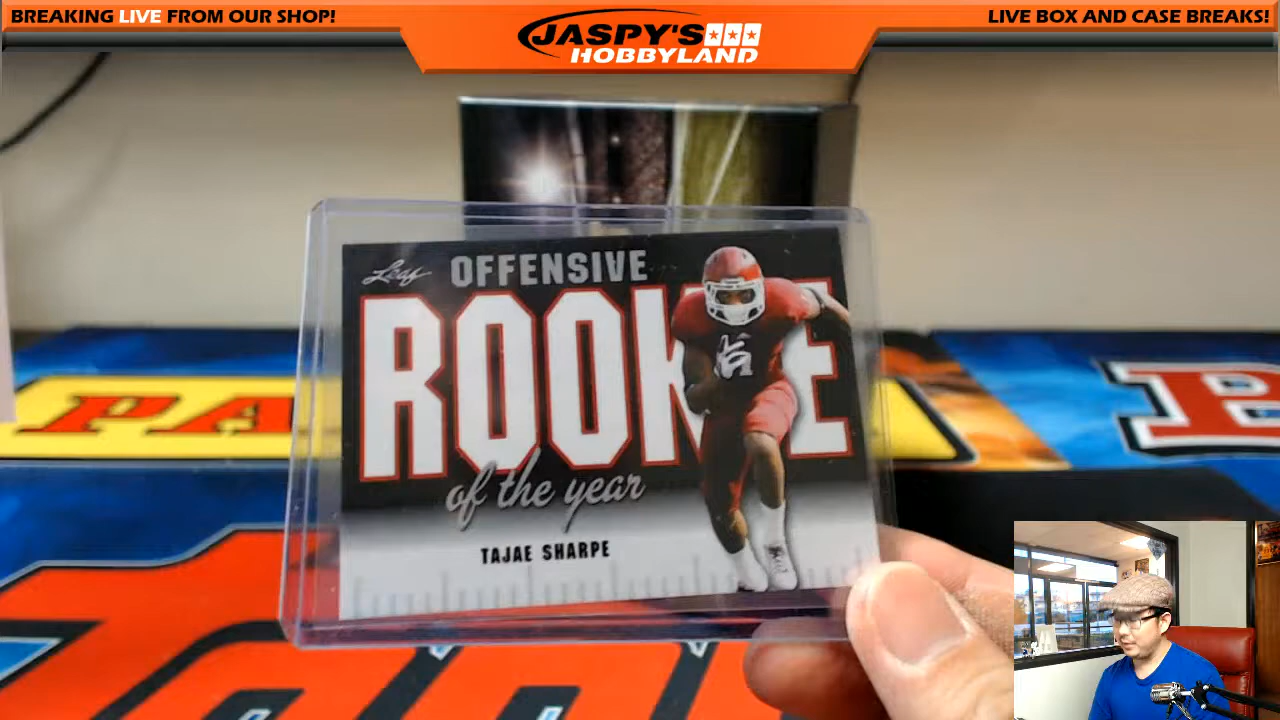 BREAKING LIVE FROM OUR SHOP!
JASPY'S
HOBBYLAND
LIVE BOX AND CASE BREAKS!
Leaf OFFENSIVE
ROOKIE
of the year
TAJAE SHARPE
PA